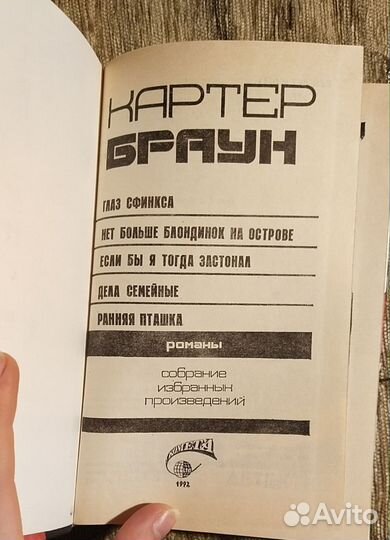 КАРТЕР
БРАУН
ГЛАЗ СФИНКСА
НЕТ БОЛЬШЕ БЛОНДИНОК НА ОСТРОВЕ
ЕСЛИ БЫ Я ТОГДА ЗАСТОНАЛ
ДЕЛА СЕМЕЙНЫЕ
РАННЯЯ ПТАШКА
романы
собрание
избранных
произведений
КОМЕТА
1992
Avito